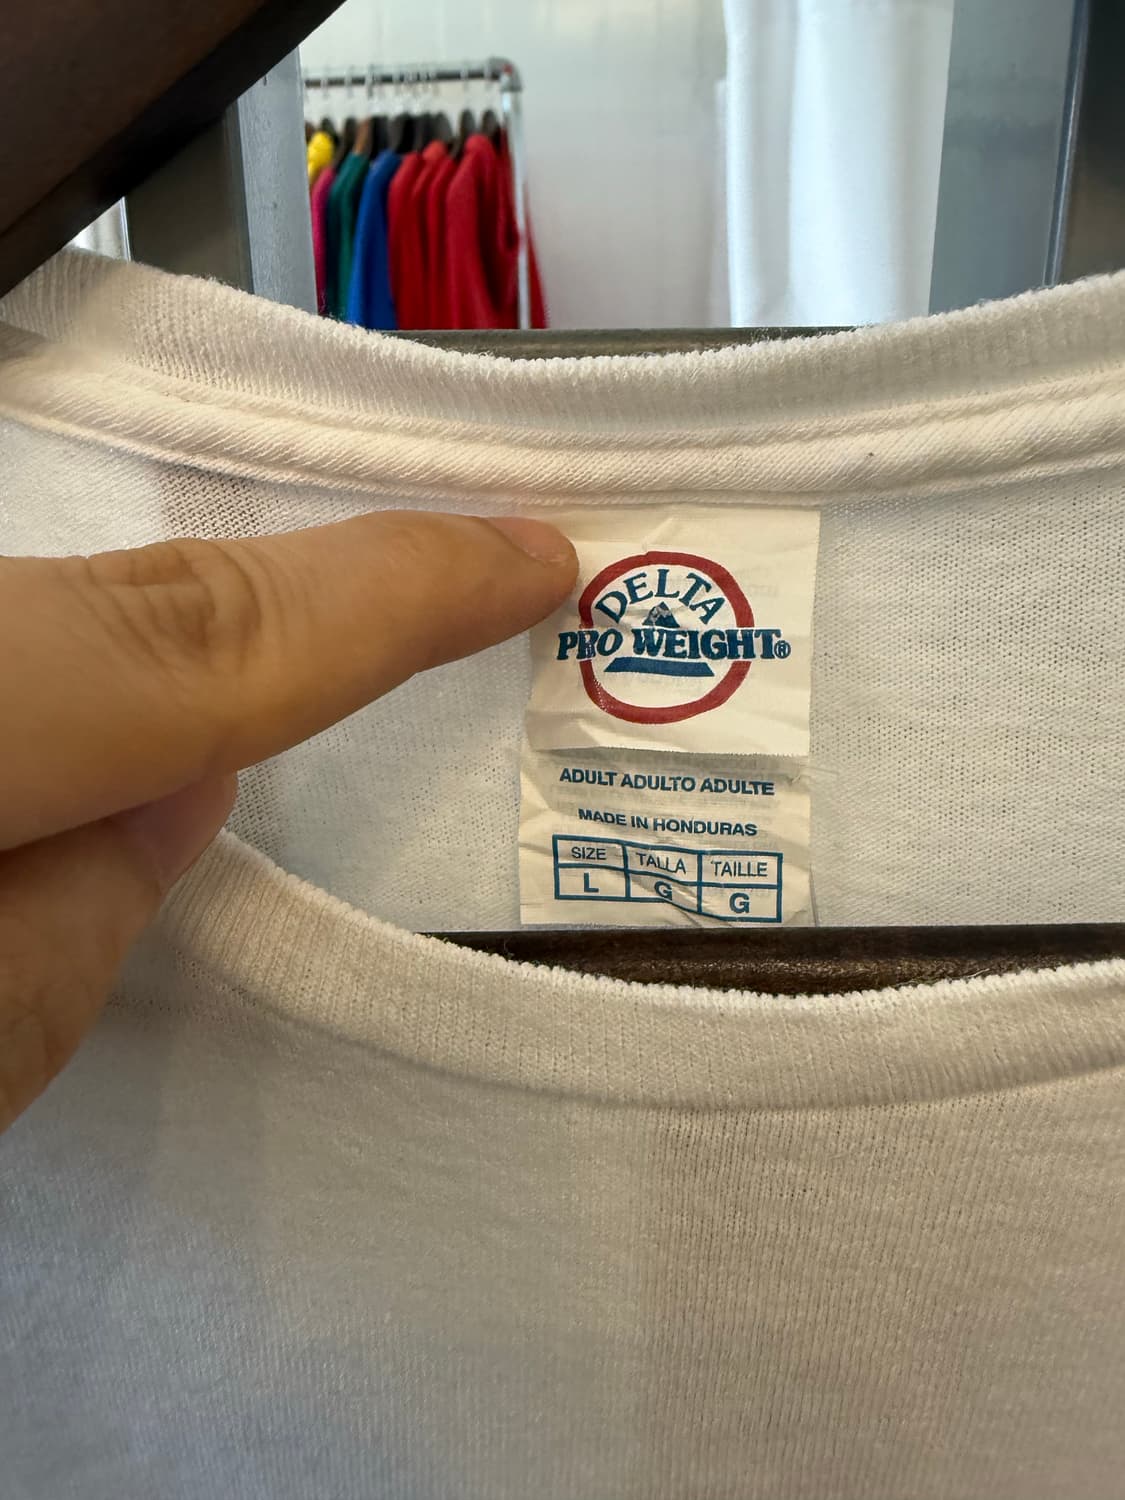 DELTA
PRO WEIGHT®
ADULT ADULTO ADULTE
MADE IN HONDURAS
SIZE TALLA TAILLE
L G G